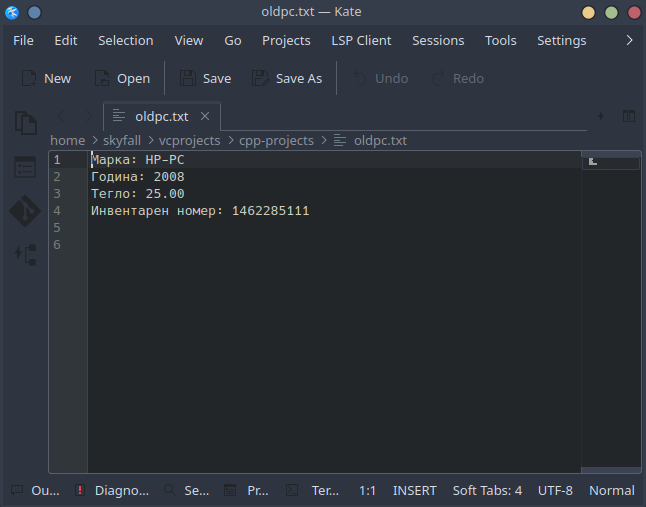 oldpc.txt — Kate
File Edit Selection View Go Projects LSP Client Sessions Tools Settings
New Open Save Save As Undo Redo
oldpc.txt
home skyfall vcprojects cpp-projects oldpc.txt
1 Марка: HP-PC
2 Година: 2008
3 Тегло: 25.00
4 Инвентарен номер: 1462285111
5
6
Ou... Diagno... Se... Pr... Ter... 1:1 INSERT Soft Tabs: 4 UTF-8 Normal